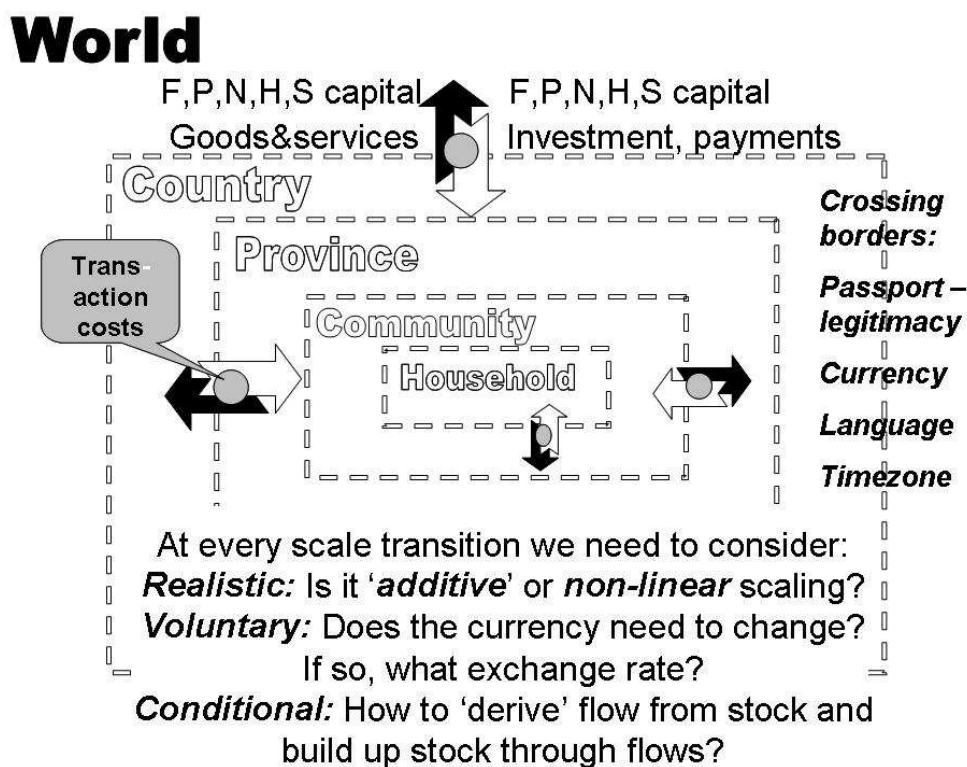 World
F,P,N,H,S capital
F,P,N,H,S capital
Goods&services
Investment, payments
Country
Province
Community
Household
Trans-
action
costs
Crossing
borders:
Passport –
legitimacy
Currency
Language
Timezone
At every scale transition we need to consider:
Realistic: Is it ‘additive’ or non-linear scaling?
Voluntary: Does the currency need to change?
If so, what exchange rate?
Conditional: How to ‘derive’ flow from stock and
build up stock through flows?